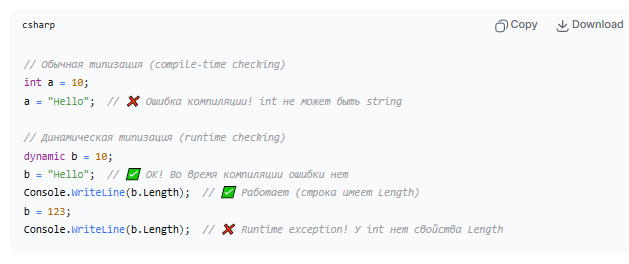 csharp Copy Download
// Обычная типизация (compile-time checking)
int a = 10;
a = "Hello"; // ❌ Ошибка компиляции! int не может быть string
// Динамическая типизация (runtime checking)
dynamic b = 10;
b = "Hello"; // ✅ ОК! Во время компиляции ошибки нет
Console.WriteLine(b.Length); // ✅ Работает (строка имеет Length)
b = 123;
Console.WriteLine(b.Length); // ❌ Runtime exception! У int нет свойства Length